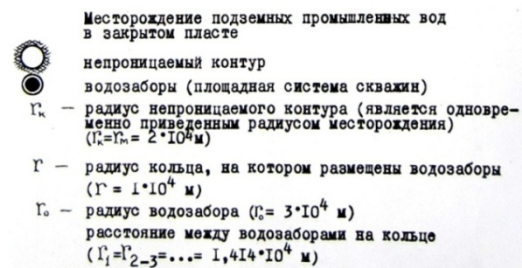 Месторождение подземных промышленных вод
в закрытом пласте
непроницаемый контур
водозаборы (площадная система скважин)
rк — радиус непроницаемого контура (является одновре-
менно приведенным радиусом месторождения)
(rк=rм= 2·10⁴м)
r — радиус кольца, на котором размещены водозаборы
(r = 1·10⁴ м)
r₀ — радиус водозабора (r₀= 3·10⁴ м)
расстояние между водозаборами на кольце
(r₁=r₂₋₃=...= 1,414·10⁴ м)